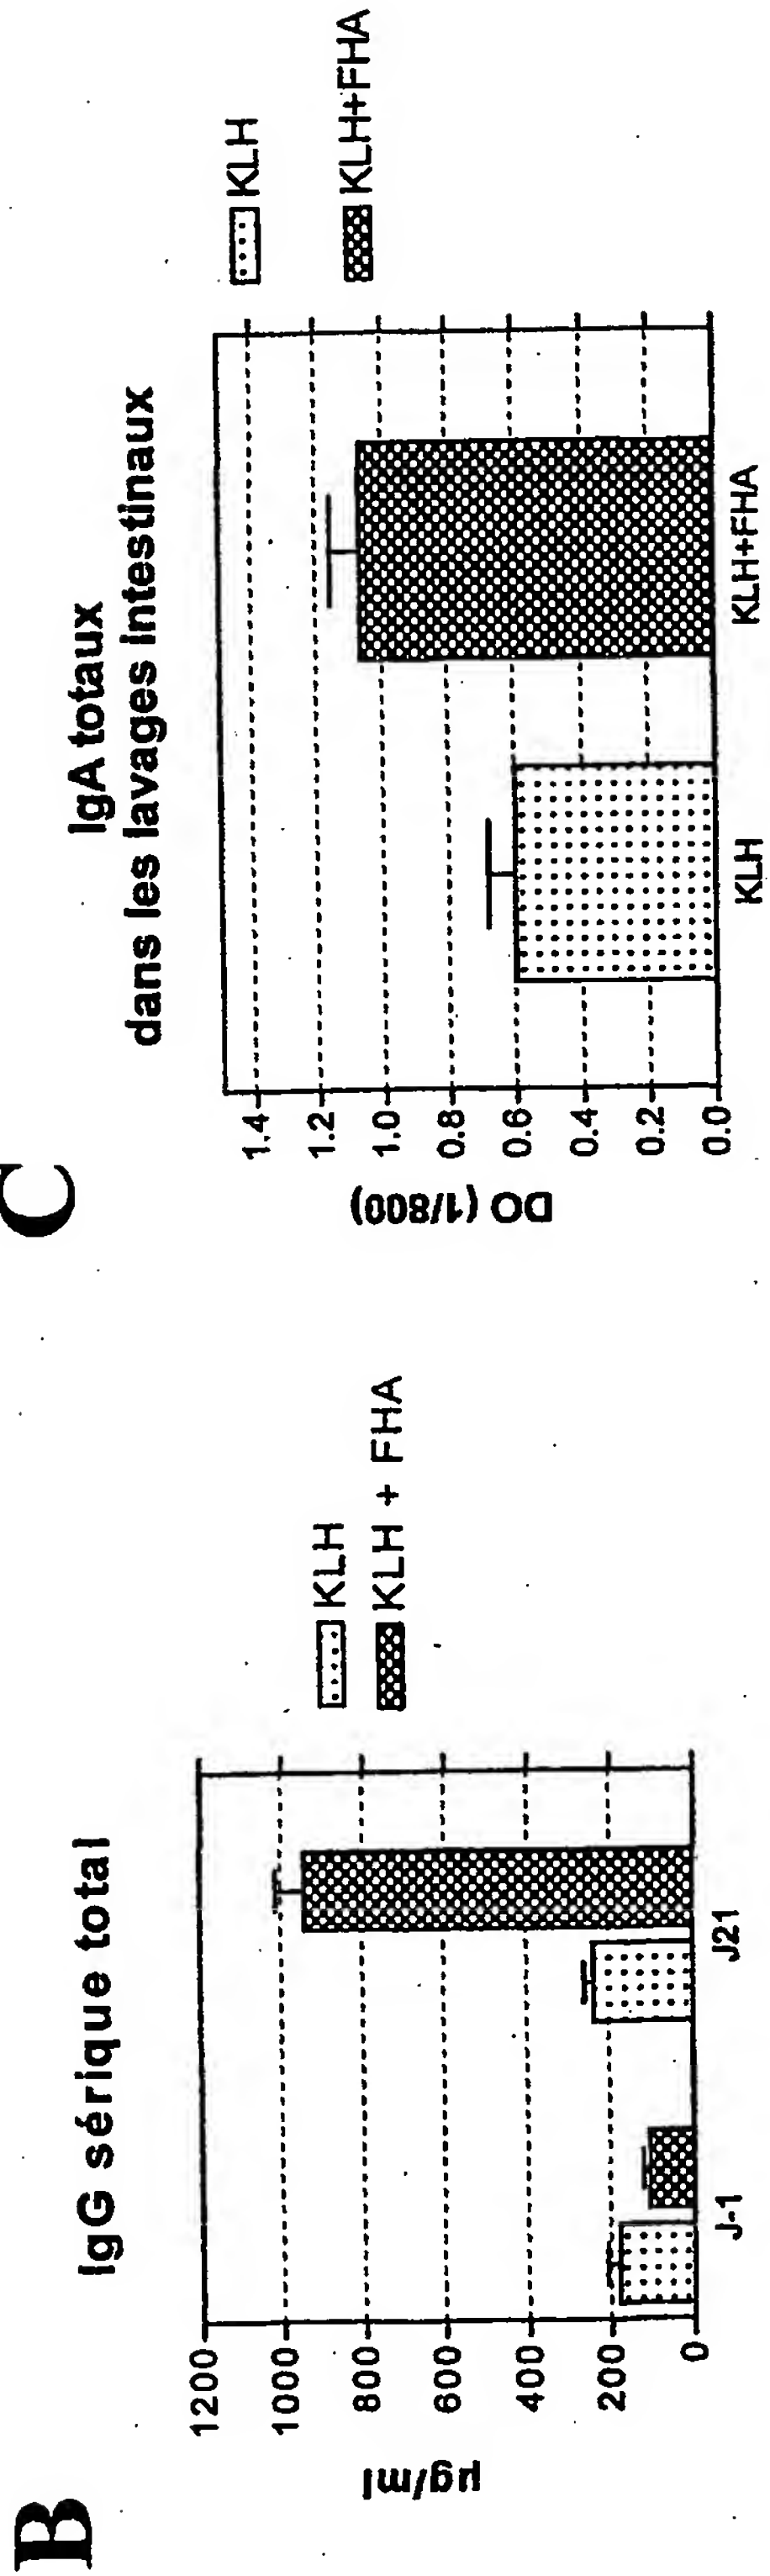 B
IgG sérique total
µg/ml
1200
1000
800
600
400
200
0
J-1
J21
KLH
KLH + FHA
C
IgA totaux
dans les lavages intestinaux
DO (1/800)
1.4
1.2
1.0
0.8
0.6
0.4
0.2
0.0
KLH
KLH+FHA
KLH
KLH+FHA